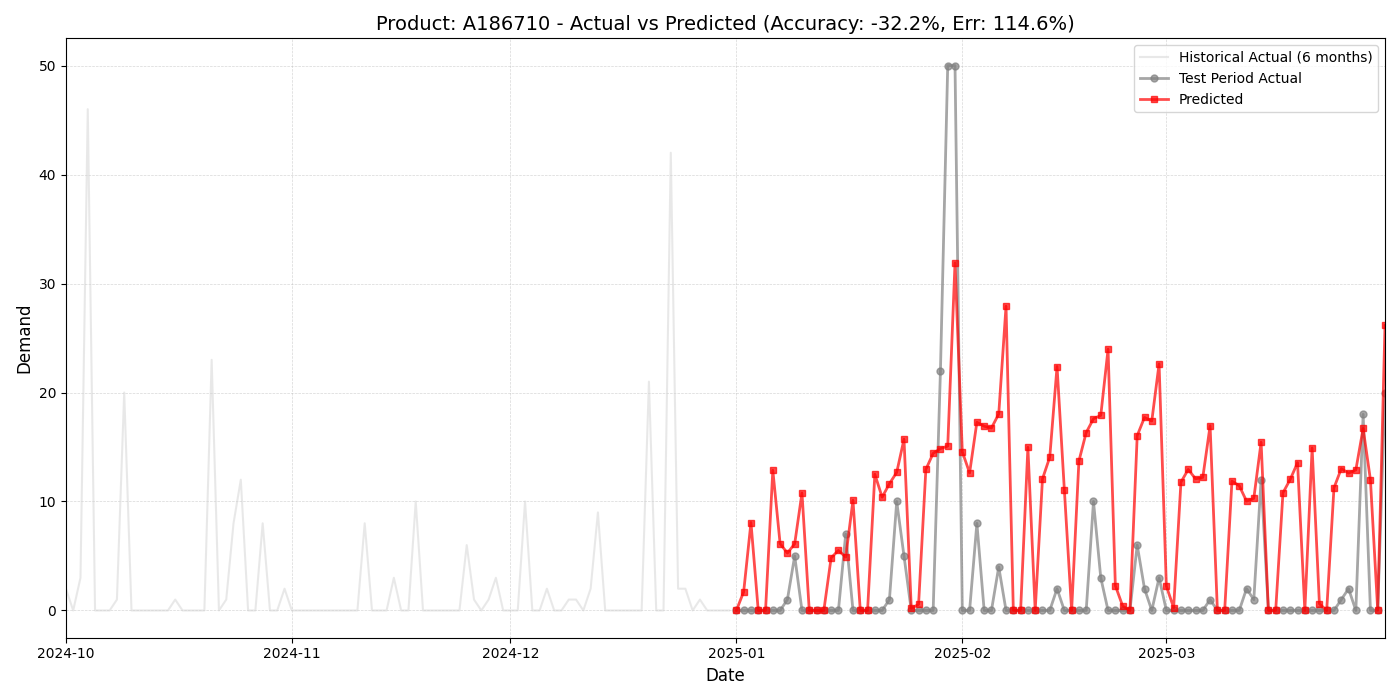 Product: A186710 - Actual vs Predicted (Accuracy: -32.2%, Err: 114.6%)
Historical Actual (6 months)
Test Period Actual
Predicted
Demand
50
40
30
20
10
0
2024-10
2024-11
2024-12
2025-01
2025-02
2025-03
Date